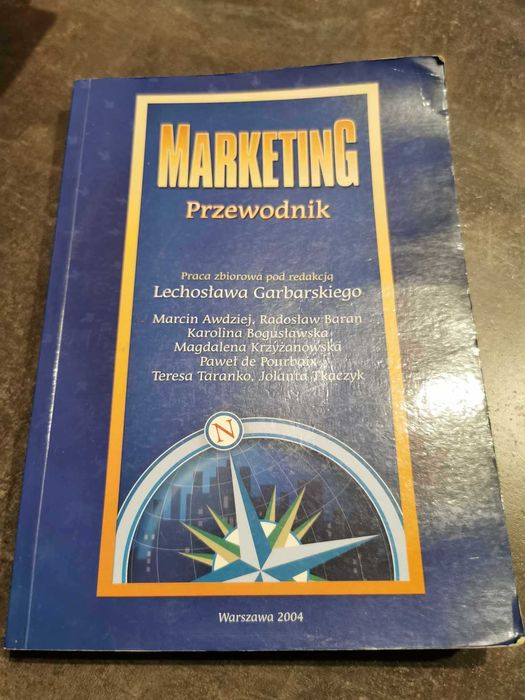 MARKETING
Przewodnik
Praca zbiorowa pod redakcją
Lechosława Garbarskiego
Marcin Awdziej, Radosław Baran
Karolina Bogusławska
Magdalena Krzyżanowska
Paweł de Pourbaix
Teresa Taranko, Jolanta Tkaczyk
N
Warszawa 2004